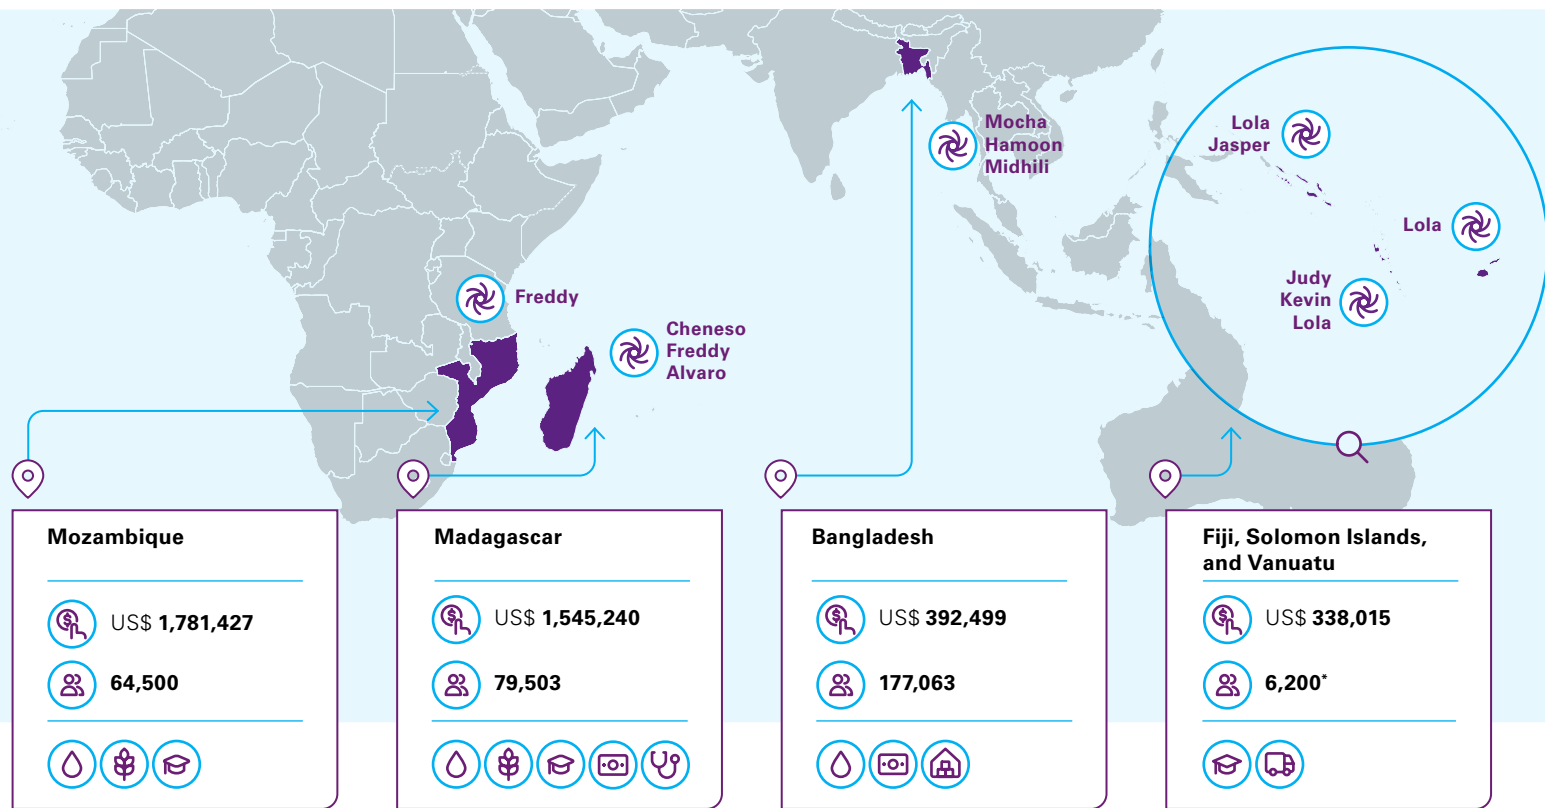 Mocha
Hamoon
Midhili
Lola
Jasper
Lola
Judy
Kevin
Lola
Freddy
Cheneso
Freddy
Alvaro
Mozambique
US$ 1,781,427
64,500
Madagascar
US$ 1,545,240
79,503
Bangladesh
US$ 392,499
177,063
Fiji, Solomon Islands,
and Vanuatu
US$ 338,015
6,200*